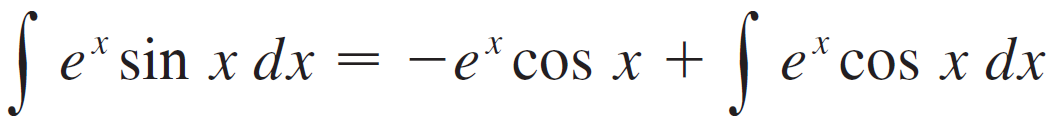 ∫ eˣ sin x dx = −eˣ cos x + ∫ eˣ cos x dx